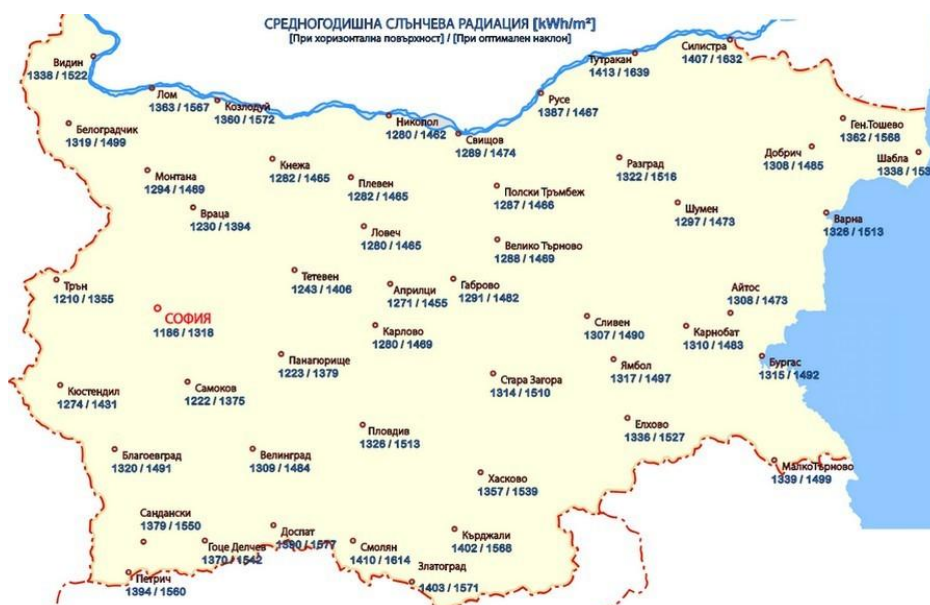 СРЕДНОГОДИШНА СЛЪНЧЕВА РАДИАЦИЯ [kWh/m²]
[При хоризонтална повърхност] / [При оптимален наклон]
Видин
1338 / 1522
Лом
1363 / 1567
Козлодуй
1360 / 1572
Белоградчик
1319 / 1499
Никопол
1280 / 1462
Свищов
1289 / 1474
Русе
1387 / 1467
Тутракан
1413 / 1639
Силистра
1407 / 1632
Ген.Тошево
1362 / 1568
Добрич
1308 / 1485
Шабла
1338 / 153
Монтана
1294 / 1469
Кнежа
1282 / 1465
Плевен
1282 / 1465
Полски Тръмбеж
1287 / 1466
Разград
1322 / 1516
Шумен
1297 / 1473
Варна
1326 / 1513
Враца
1230 / 1394
Ловеч
1280 / 1465
Велико Търново
1288 / 1469
Трън
1210 / 1355
Тетевен
1243 / 1406
Априлци
1271 / 1455
Габрово
1291 / 1482
Айтос
1308 / 1473
СОФИЯ
1186 / 1318
Карлово
1280 / 1469
Сливен
1307 / 1490
Карнобат
1310 / 1483
Панагюрище
1223 / 1379
Ямбол
1317 / 1497
Бургас
1315 / 1492
Кюстендил
1274 / 1431
Самоков
1222 / 1375
Стара Загора
1314 / 1510
Пловдив
1326 / 1513
Елхово
1336 / 1527
Благоевград
1320 / 1491
Велинград
1309 / 1484
Хасково
1357 / 1539
МалкоТърново
1339 / 1499
Сандански
1379 / 1550
Гоце Делчев
1370 / 1542
Доспат
1390 / 1577
Смолян
1410 / 1614
Кърджали
1402 / 1568
Златоград
1403 / 1571
Петрич
1394 / 1560